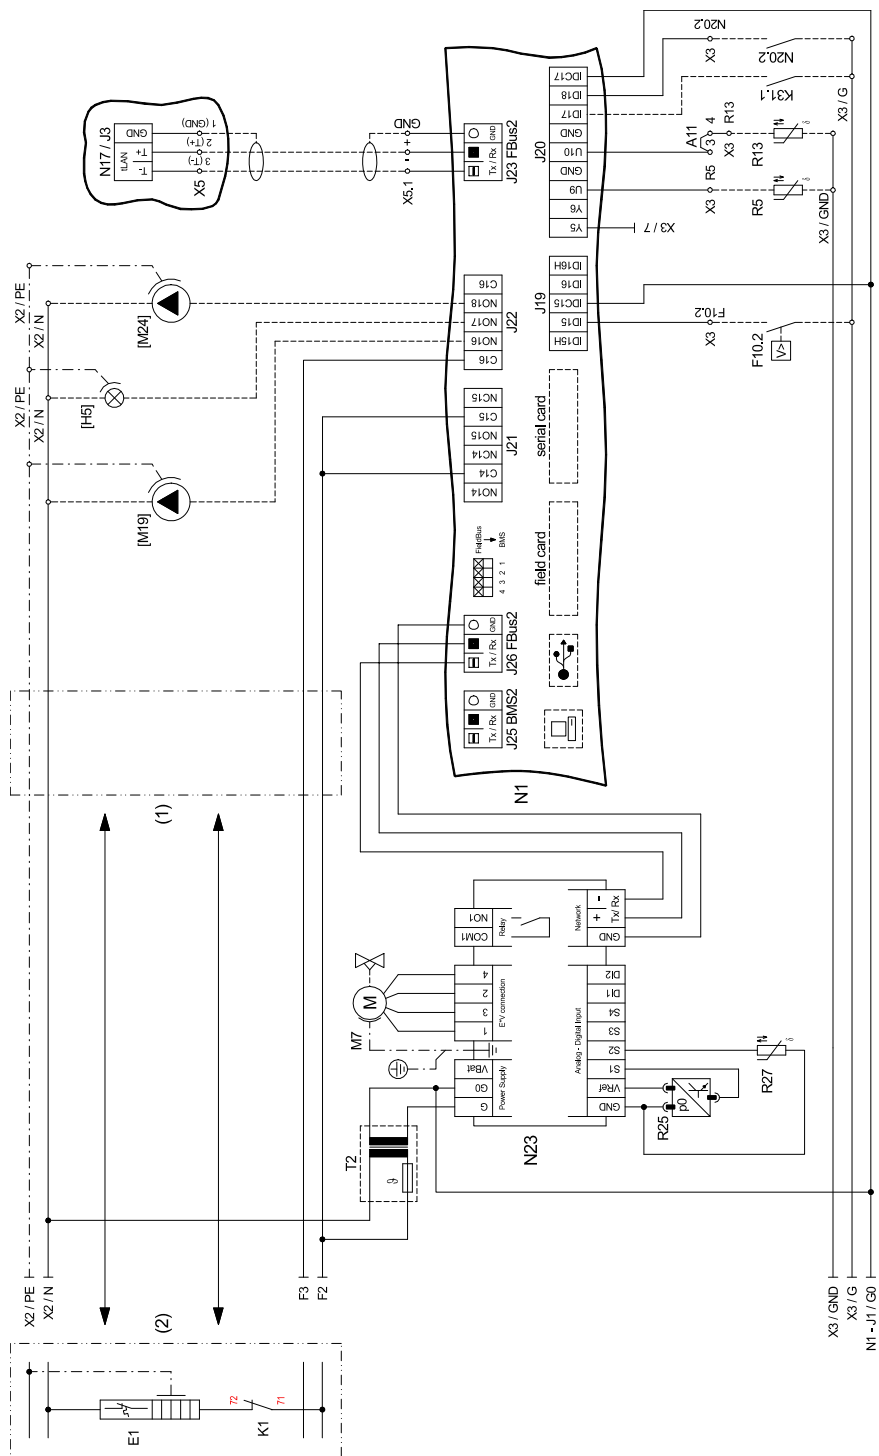 X2 / PE
X2 / N
F3
F2
E1
K1
72
71
(2)
(1)
X3 / GND
X3 / G
N1 - J1 / G0
T2
ϑ
M7
M
N23
G
G0
VBat
Power Supply
1
3
2
4
E*V connection
COM1
NO1
Relay
GND
VRef
S1
S2
S3
S4
DI1
DI2
Analog - Digital Input
GND
+
-
Tx/ Rx
Network
R25
p0
R27
δ
N1
J25 BMS2
Tx / Rx
GND
J26 FBus2
Tx / Rx
GND
4 3 2 1
FieldBus
BMS
field card
serial card
J21
NO14
C14
NC14
NO15
C15
NC15
J22
C16
NO16
NO17
NO18
C16
J23 FBus2
Tx / Rx
GND
J19
ID15H
ID15
IDC15
ID16
ID16H
J20
Y5
Y6
U9
GND
U10
GND
ID17
ID18
IDC17
[M19]
X2 / PE
X2 / N
[H5]
X2 / PE
X2 / N
[M24]
N17 / J3
tLAN
T-
T+
GND
3 (T-)
2 (T+)
1 (GND)
X5
X5.1
-
+
GND
X3 / 7
F10.2
X3
F10.2
V>
X3
R5
R5
δ
X3 / GND
A11
3
4
X3
R13
R13
δ
X3 / G
K31.1
N20.2
X3
N20.2